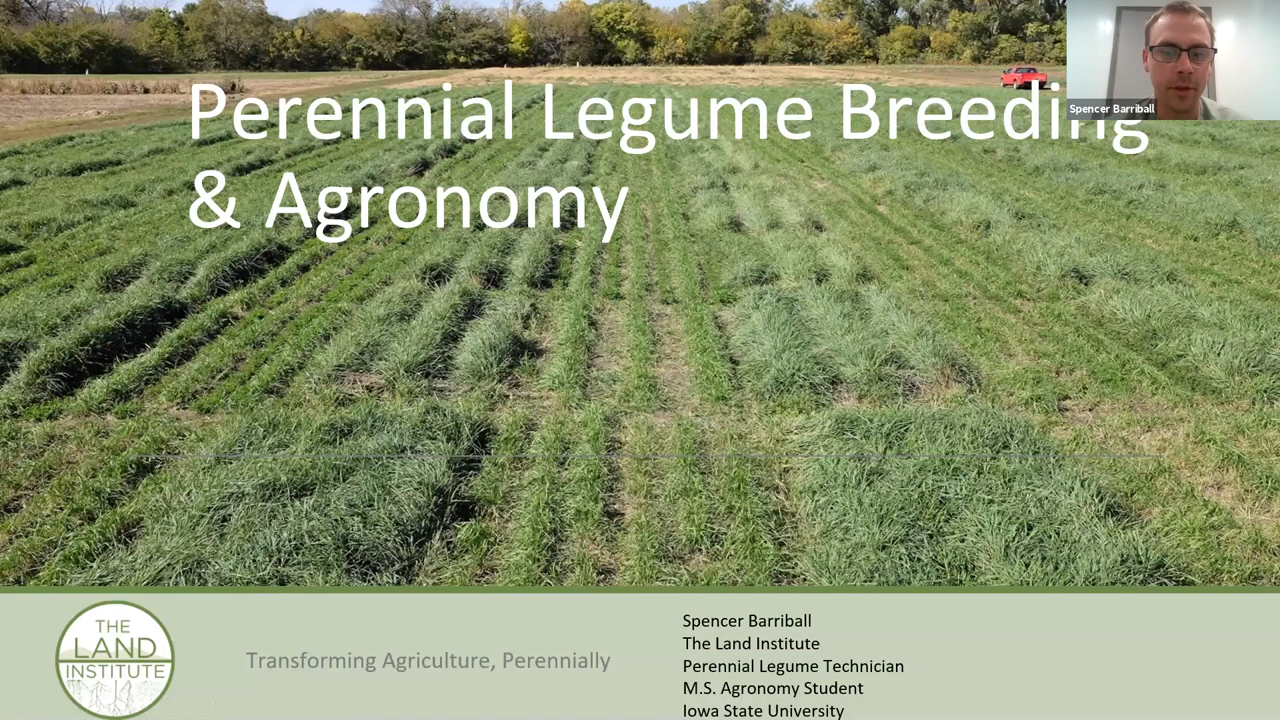 Perennial Legume Breeding
& Agronomy
Spencer Barriball
THE
LAND
INSTITUTE
Transforming Agriculture, Perennially
Spencer Barriball
The Land Institute
Perennial Legume Technician
M.S. Agronomy Student
Iowa State University